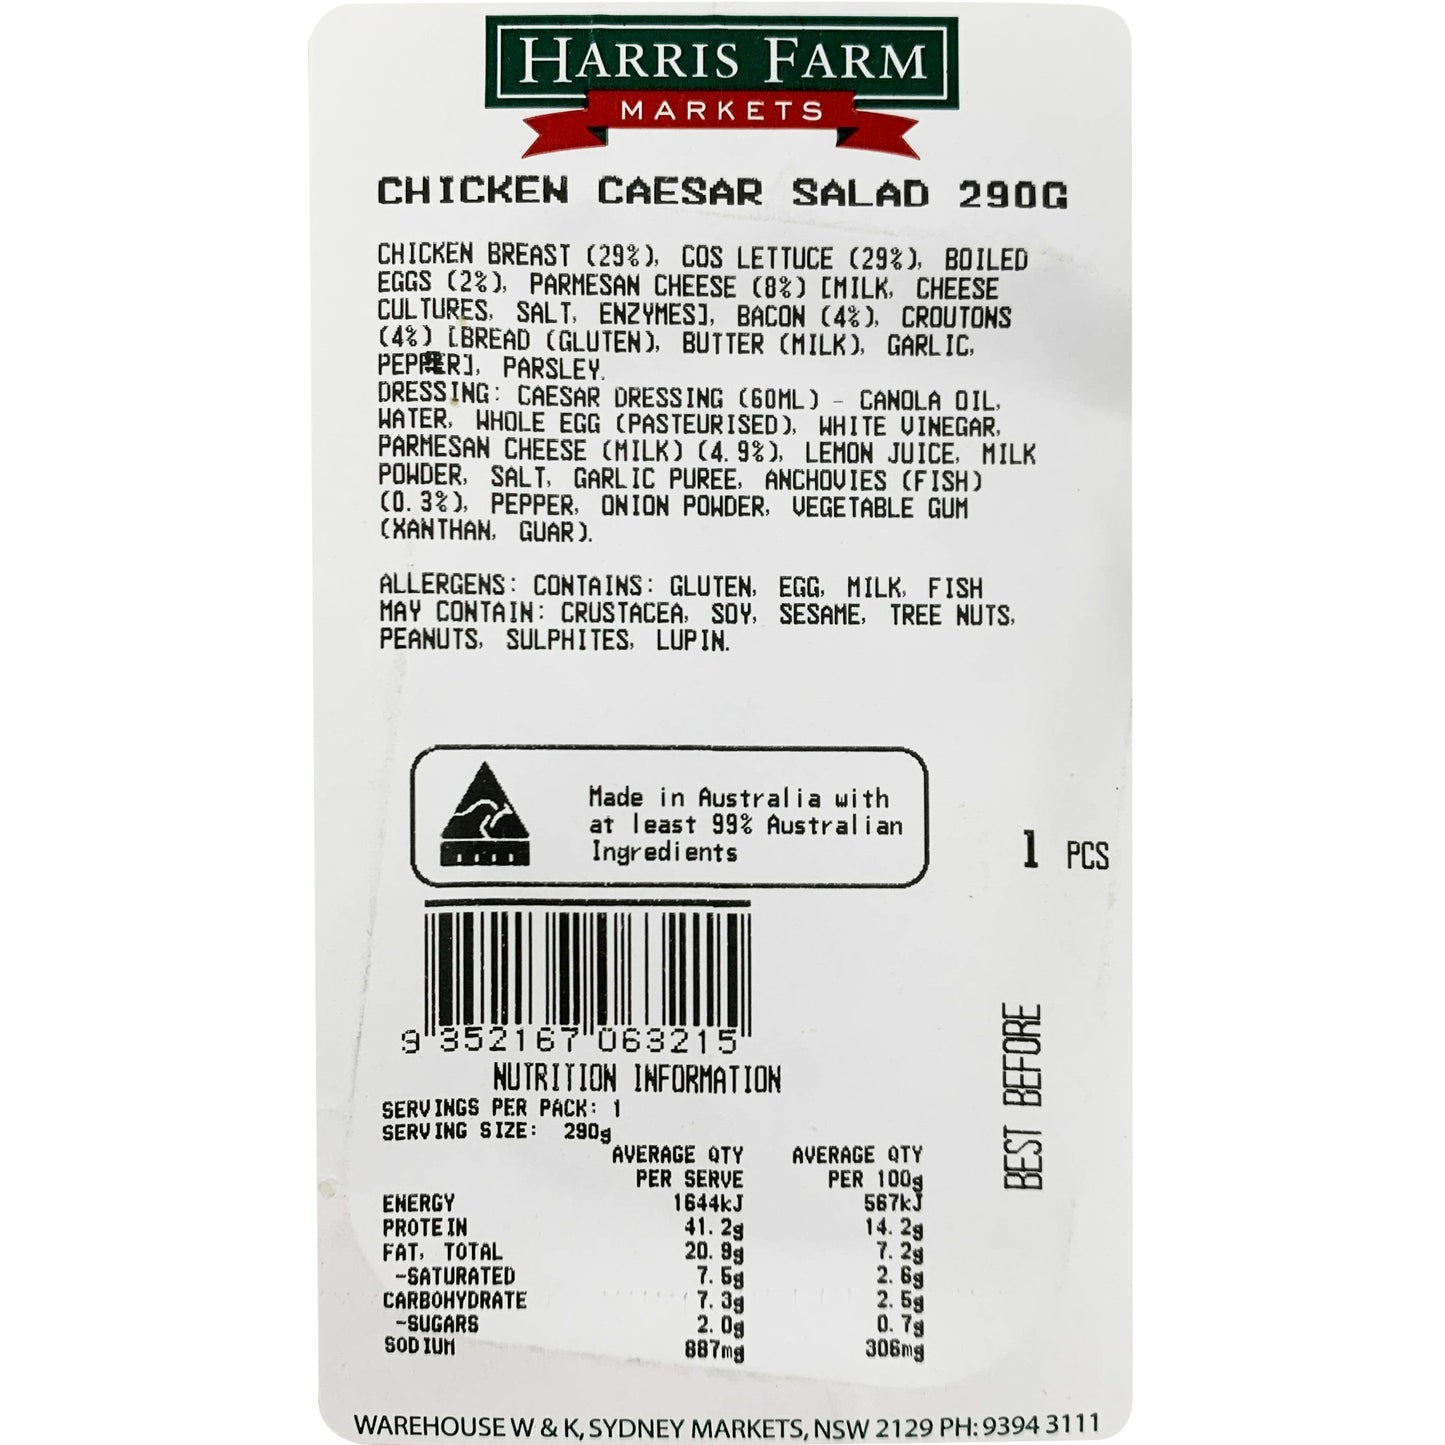 HARRIS FARM
MARKETS
CHICKEN CAESAR SALAD 290G
CHICKEN BREAST (29%), COS LETTUCE (29%), BOILED
EGGS (2%), PARMESAN CHEESE (8%) [MILK, CHEESE
CULTURES, SALT, ENZYMES], BACON (4%), CROUTONS
(4%) [BREAD (GLUTEN), BUTTER (MILK), GARLIC,
PEPPER], PARSLEY.
DRESSING: CAESAR DRESSING (60ML) - CANOLA OIL,
WATER, WHOLE EGG (PASTEURISED), WHITE VINEGAR,
PARMESAN CHEESE (MILK) (4.9%), LEMON JUICE, MILK
POWDER, SALT, GARLIC PUREE, ANCHOVIES (FISH)
(0.3%), PEPPER, ONION POWDER, VEGETABLE GUM
(XANTHAN, GUAR).
ALLERGENS: CONTAINS: GLUTEN, EGG, MILK, FISH
MAY CONTAIN: CRUSTACEA, SOY, SESAME, TREE NUTS,
PEANUTS, SULPHITES, LUPIN.
Made in Australia with
at least 99% Australian
Ingredients
1 PCS
9 352167 063215
BEST BEFORE
NUTRITION INFORMATION
SERVINGS PER PACK: 1
SERVING SIZE: 290g
AVERAGE QTY AVERAGE QTY
PER SERVE PER 100g
ENERGY 1644kJ 567kJ
PROTEIN 41.2g 14.2g
FAT, TOTAL 20.9g 7.2g
-SATURATED 7.5g 2.6g
CARBOHYDRATE 7.3g 2.5g
-SUGARS 2.0g 0.7g
SODIUM 887mg 306mg
WAREHOUSE W & K, SYDNEY MARKETS, NSW 2129 PH: 9394 3111